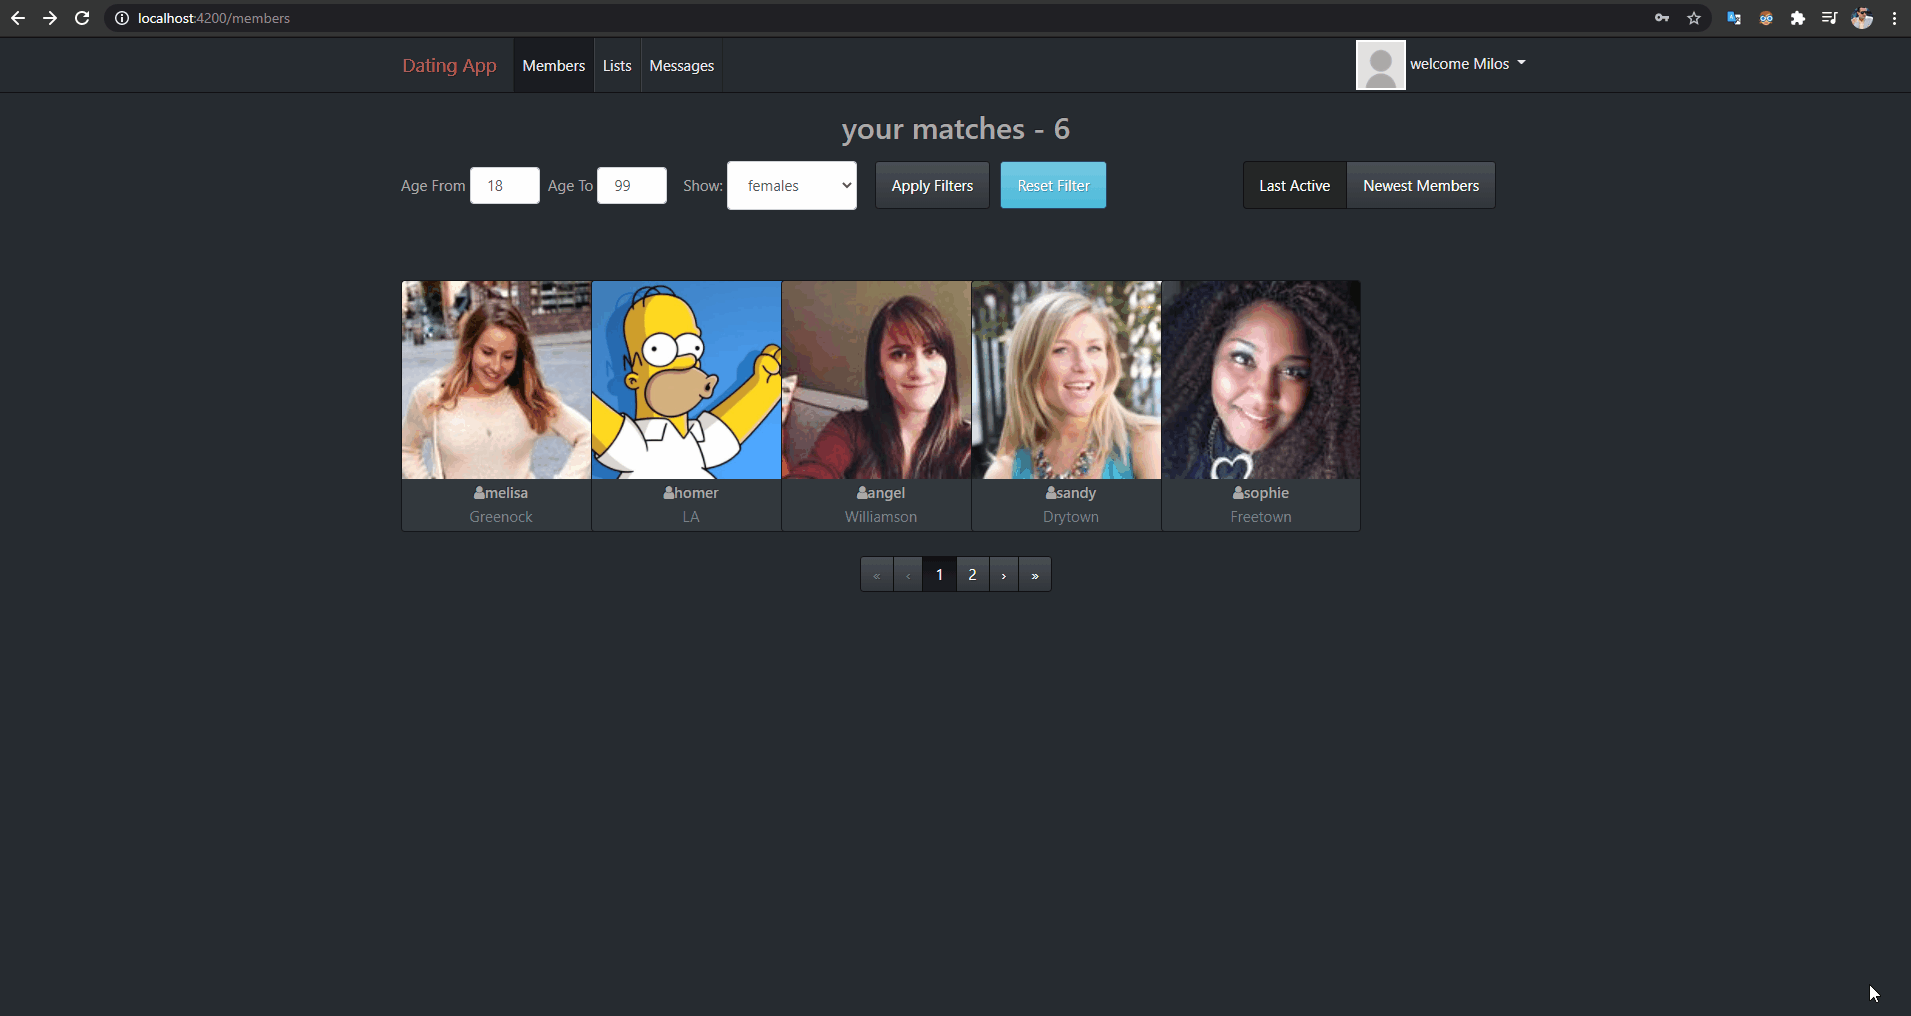 localhost:4200/members
Dating App Members Lists Messages welcome Milos
your matches - 6
Age From 18 Age To 99 Show: females Apply Filters Reset Filter Last Active Newest Members
melisa homer angel sandy sophie
Greenock LA Williamson Drytown Freetown
« ‹ 1 2 › »